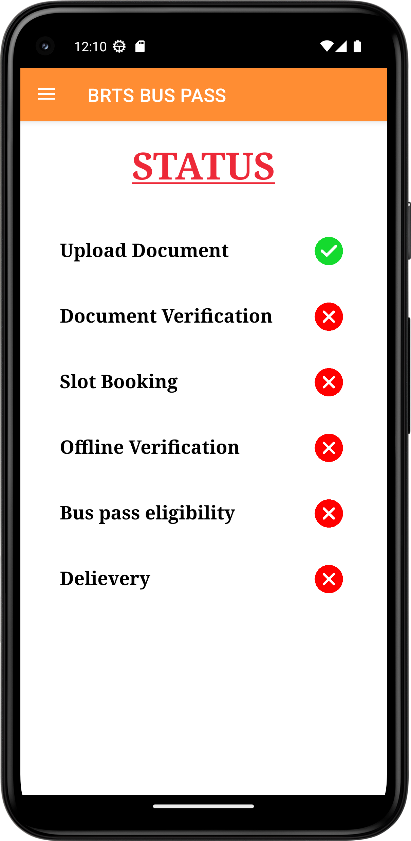 12:10
BRTS BUS PASS
STATUS
Upload Document
Document Verification
Slot Booking
Offline Verification
Bus pass eligibility
Delievery